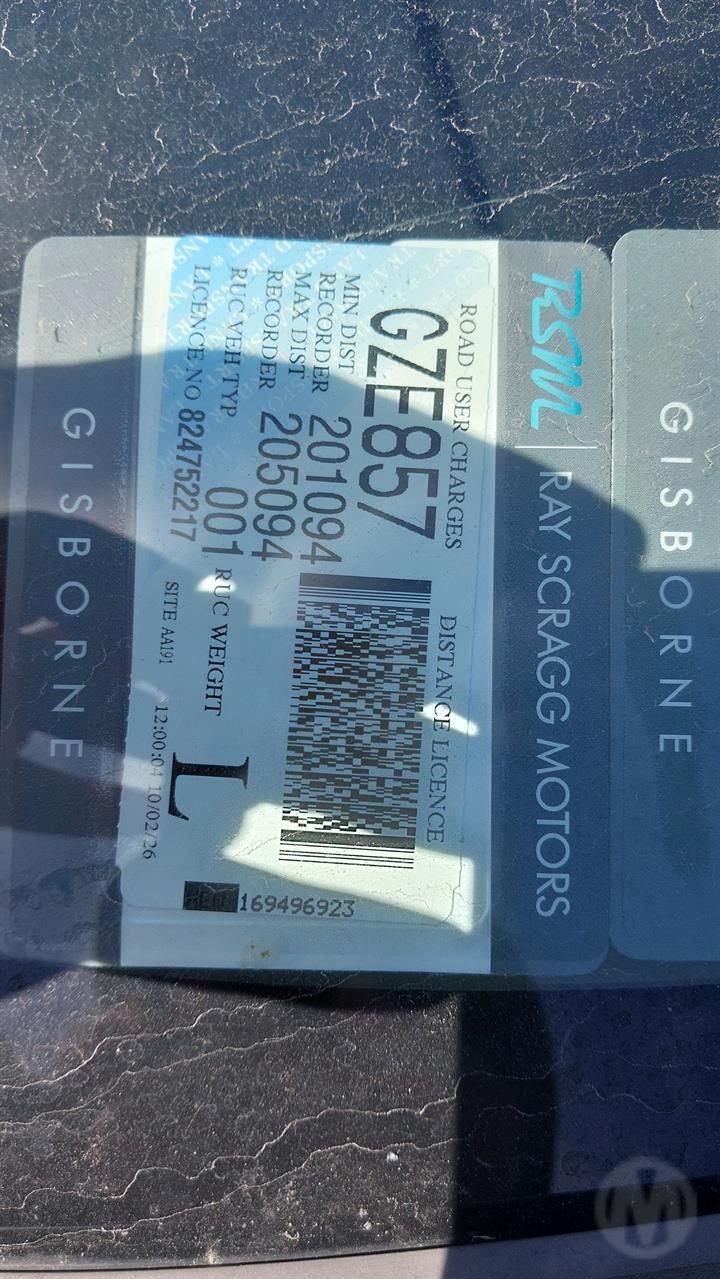 RSM | RAY SCRAGG MOTORS
ROAD USER CHARGES DISTANCE LICENCE
GZE857
MIN DIST
RECORDER 201094
MAX DIST
RECORDER 205094
RUC VEH TYP 001 RUC WEIGHT L
LICENCE NO 824752217 SITE AA191 12:00:04 10/02/26
169496923
GISBORNE
GISBORNE
M